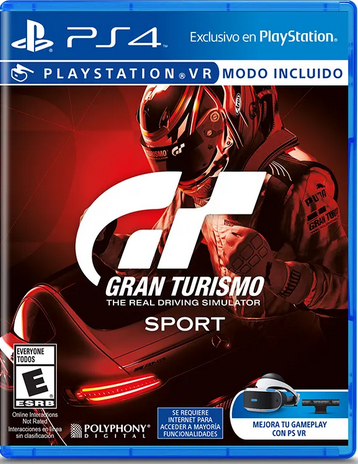 PS4
Exclusivo en PlayStation®
PLAYSTATION®VR MODO INCLUIDO
GT
GRAN TURISMO
THE REAL DRIVING SIMULATOR
SPORT
EVERYONE
TODOS
E
ESRB
Online Interactions
Not Rated
Interacciones en línea
sin clasificación
POLYPHONY
DIGITAL
SE REQUIERE
INTERNET PARA
ACCEDER A MAYORÍA
FUNCIONALIDADES
MEJORA TU GAMEPLAY
CON PS VR